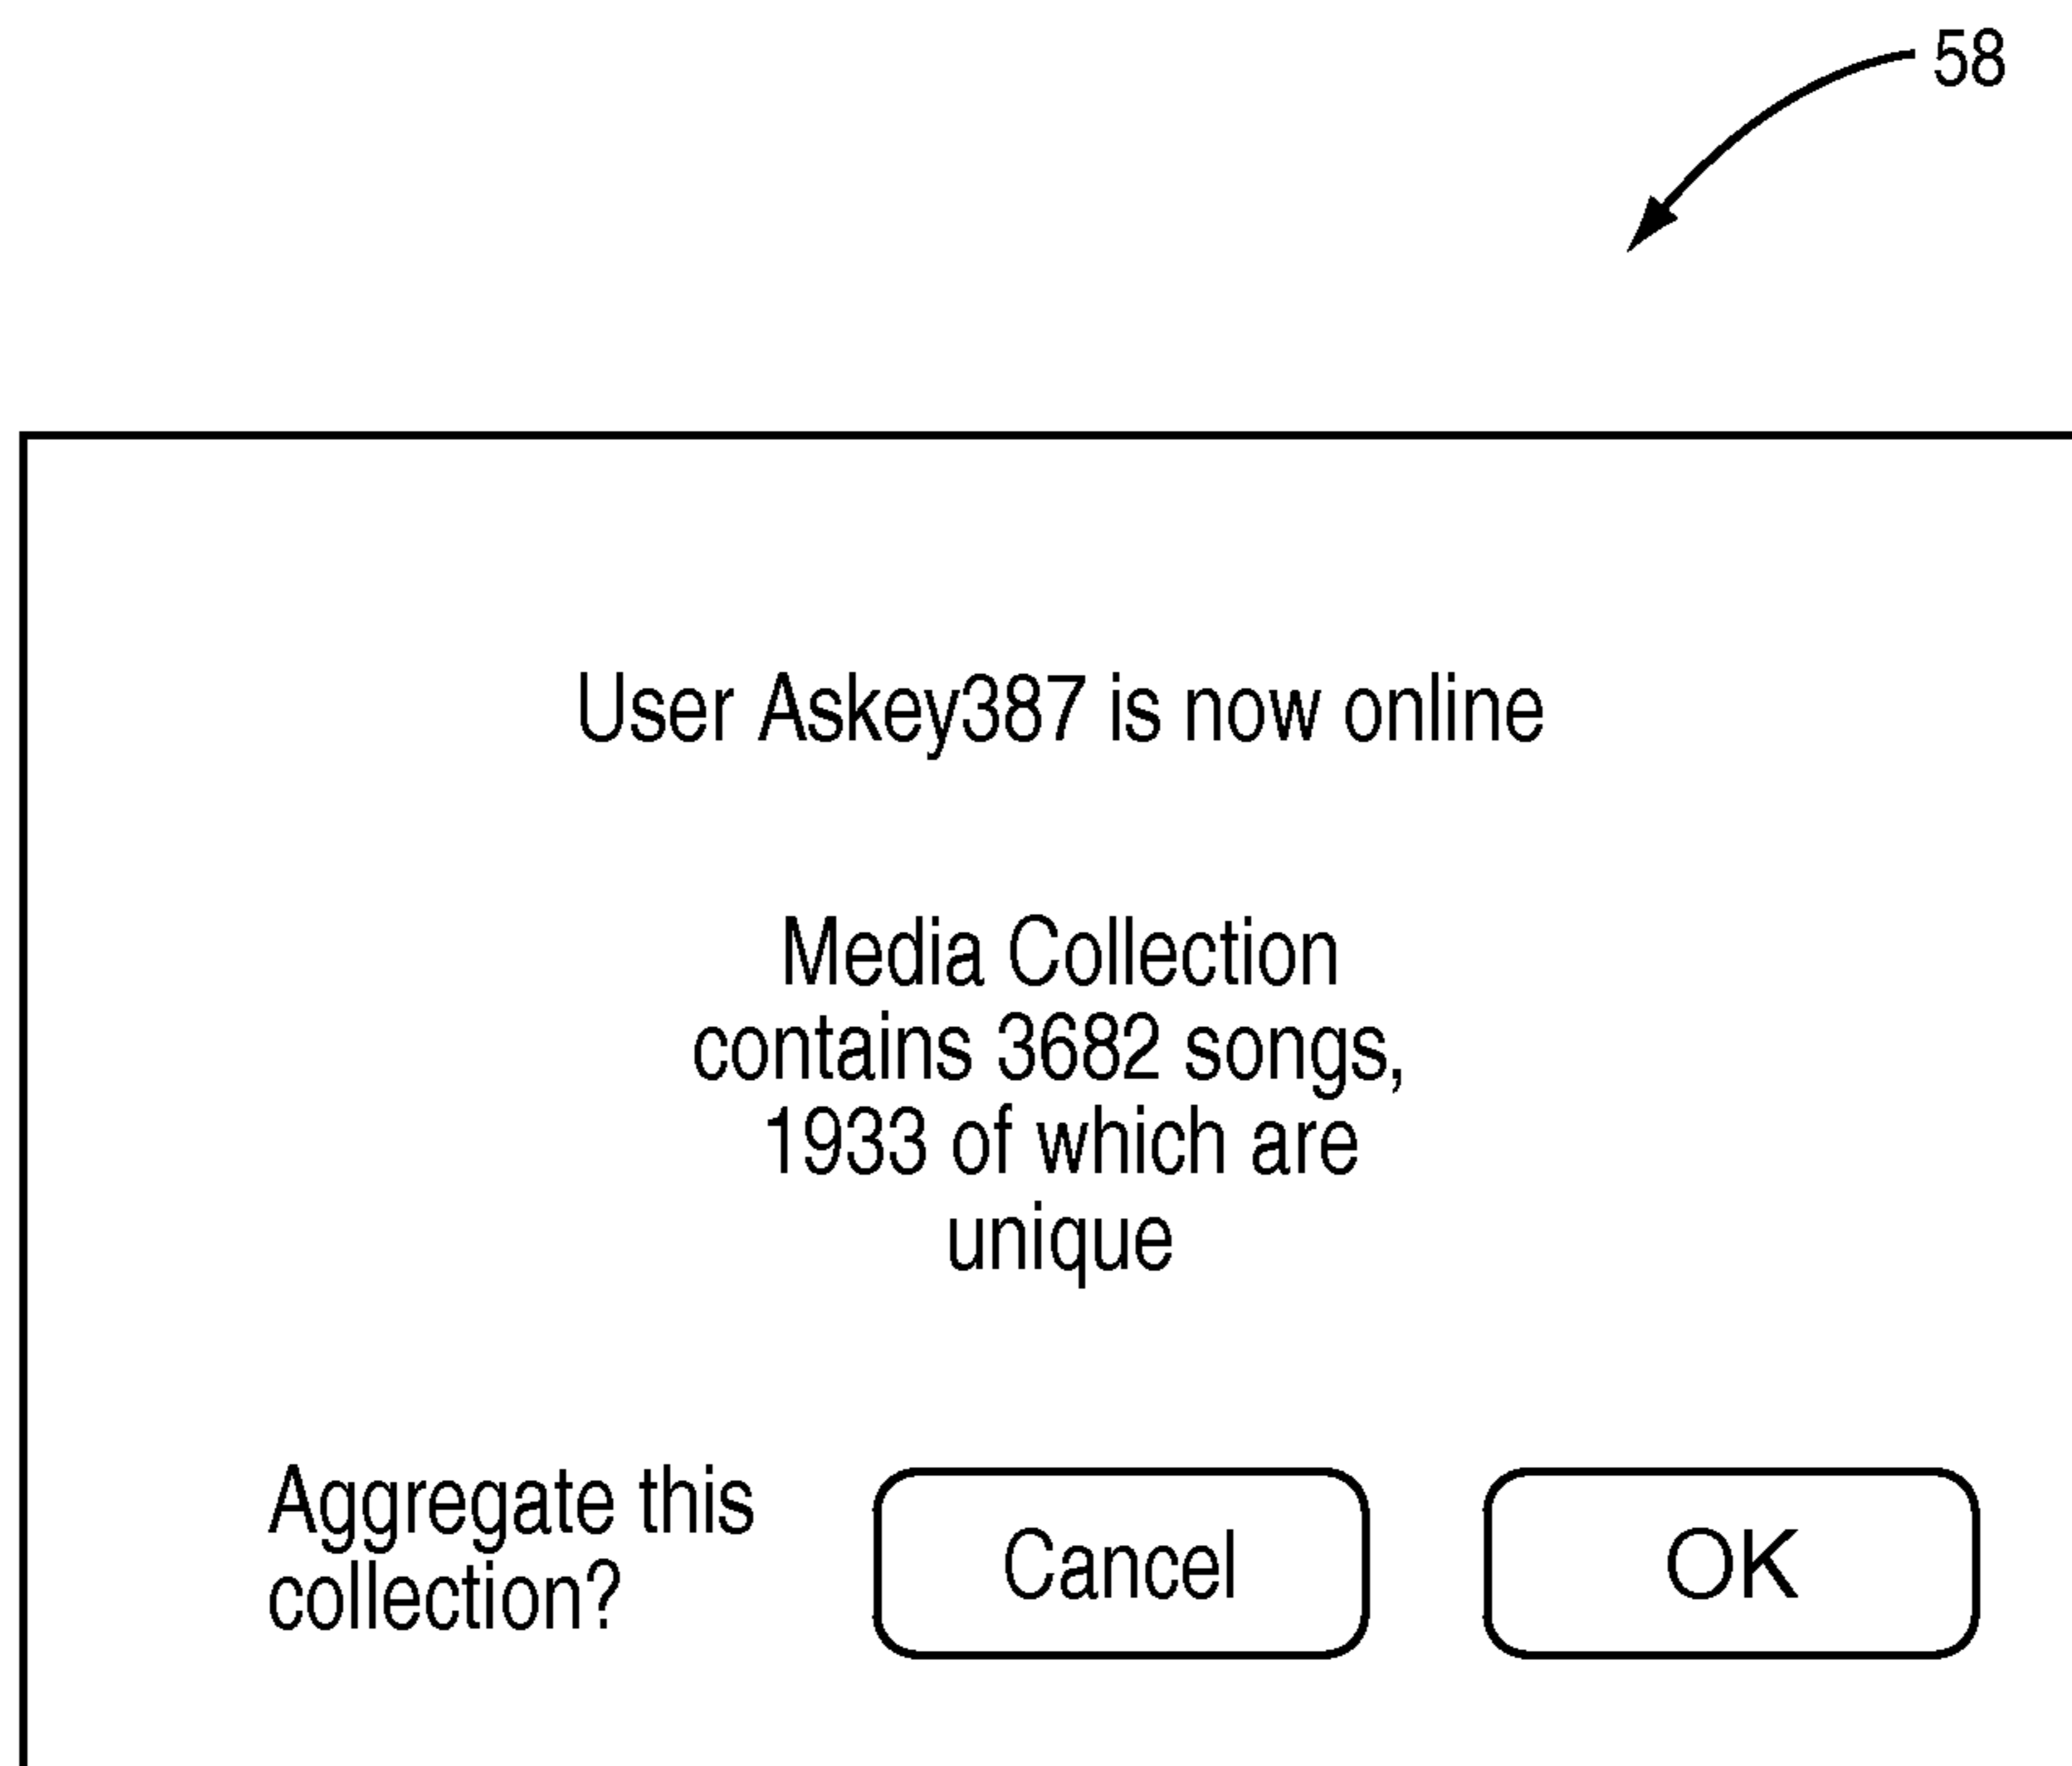 58
User Askey387 is now online
Media Collection
contains 3682 songs,
1933 of which are
unique
Aggregate this
collection?
Cancel
OK